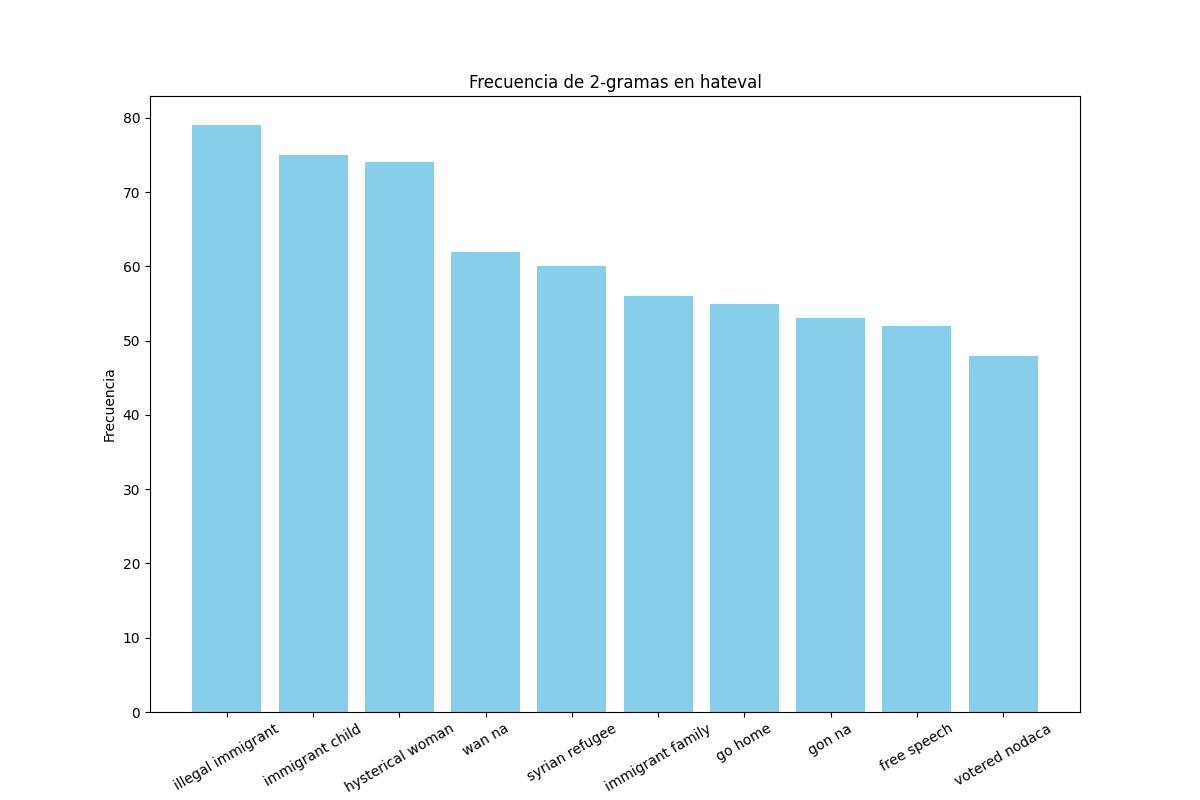 Frecuencia de 2-gramas en hateval
80
70
60
50
40
30
20
10
0
Frecuencia
illegal immigrant
immigrant child
hysterical woman
wan na
syrian refugee
immigrant family
go home
gon na
free speech
votered nodaca